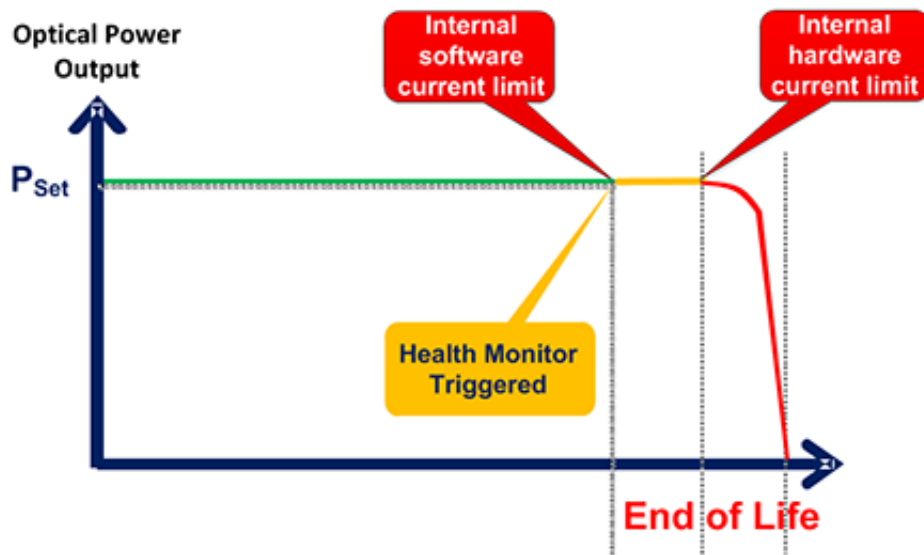 Optical Power
Output
Internal
software
current limit
Internal
hardware
current limit
PSet
Health Monitor
Triggered
End of Life